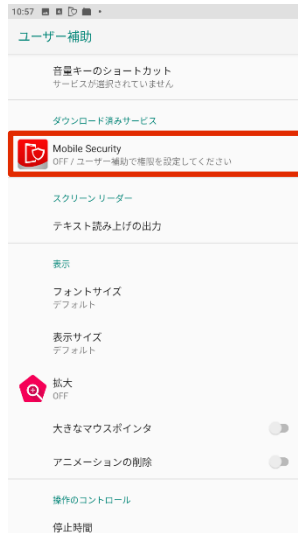 10:57
ユーザー補助
音量キーのショートカット
サービスが選択されていません
ダウンロード済みサービス
Mobile Security
OFF / ユーザー補助で権限を設定してください
スクリーン リーダー
テキスト読み上げの出力
表示
フォントサイズ
デフォルト
表示サイズ
デフォルト
拡大
OFF
大きなマウスポインタ
アニメーションの削除
操作のコントロール
停止時間